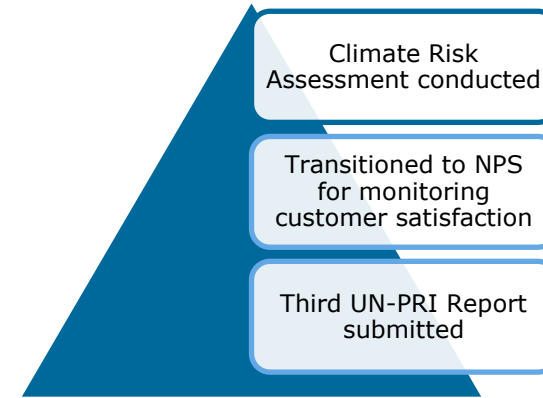 Climate Risk
Assessment conducted
Transitioned to NPS
for monitoring
customer satisfaction
Third UN-PRI Report
submitted